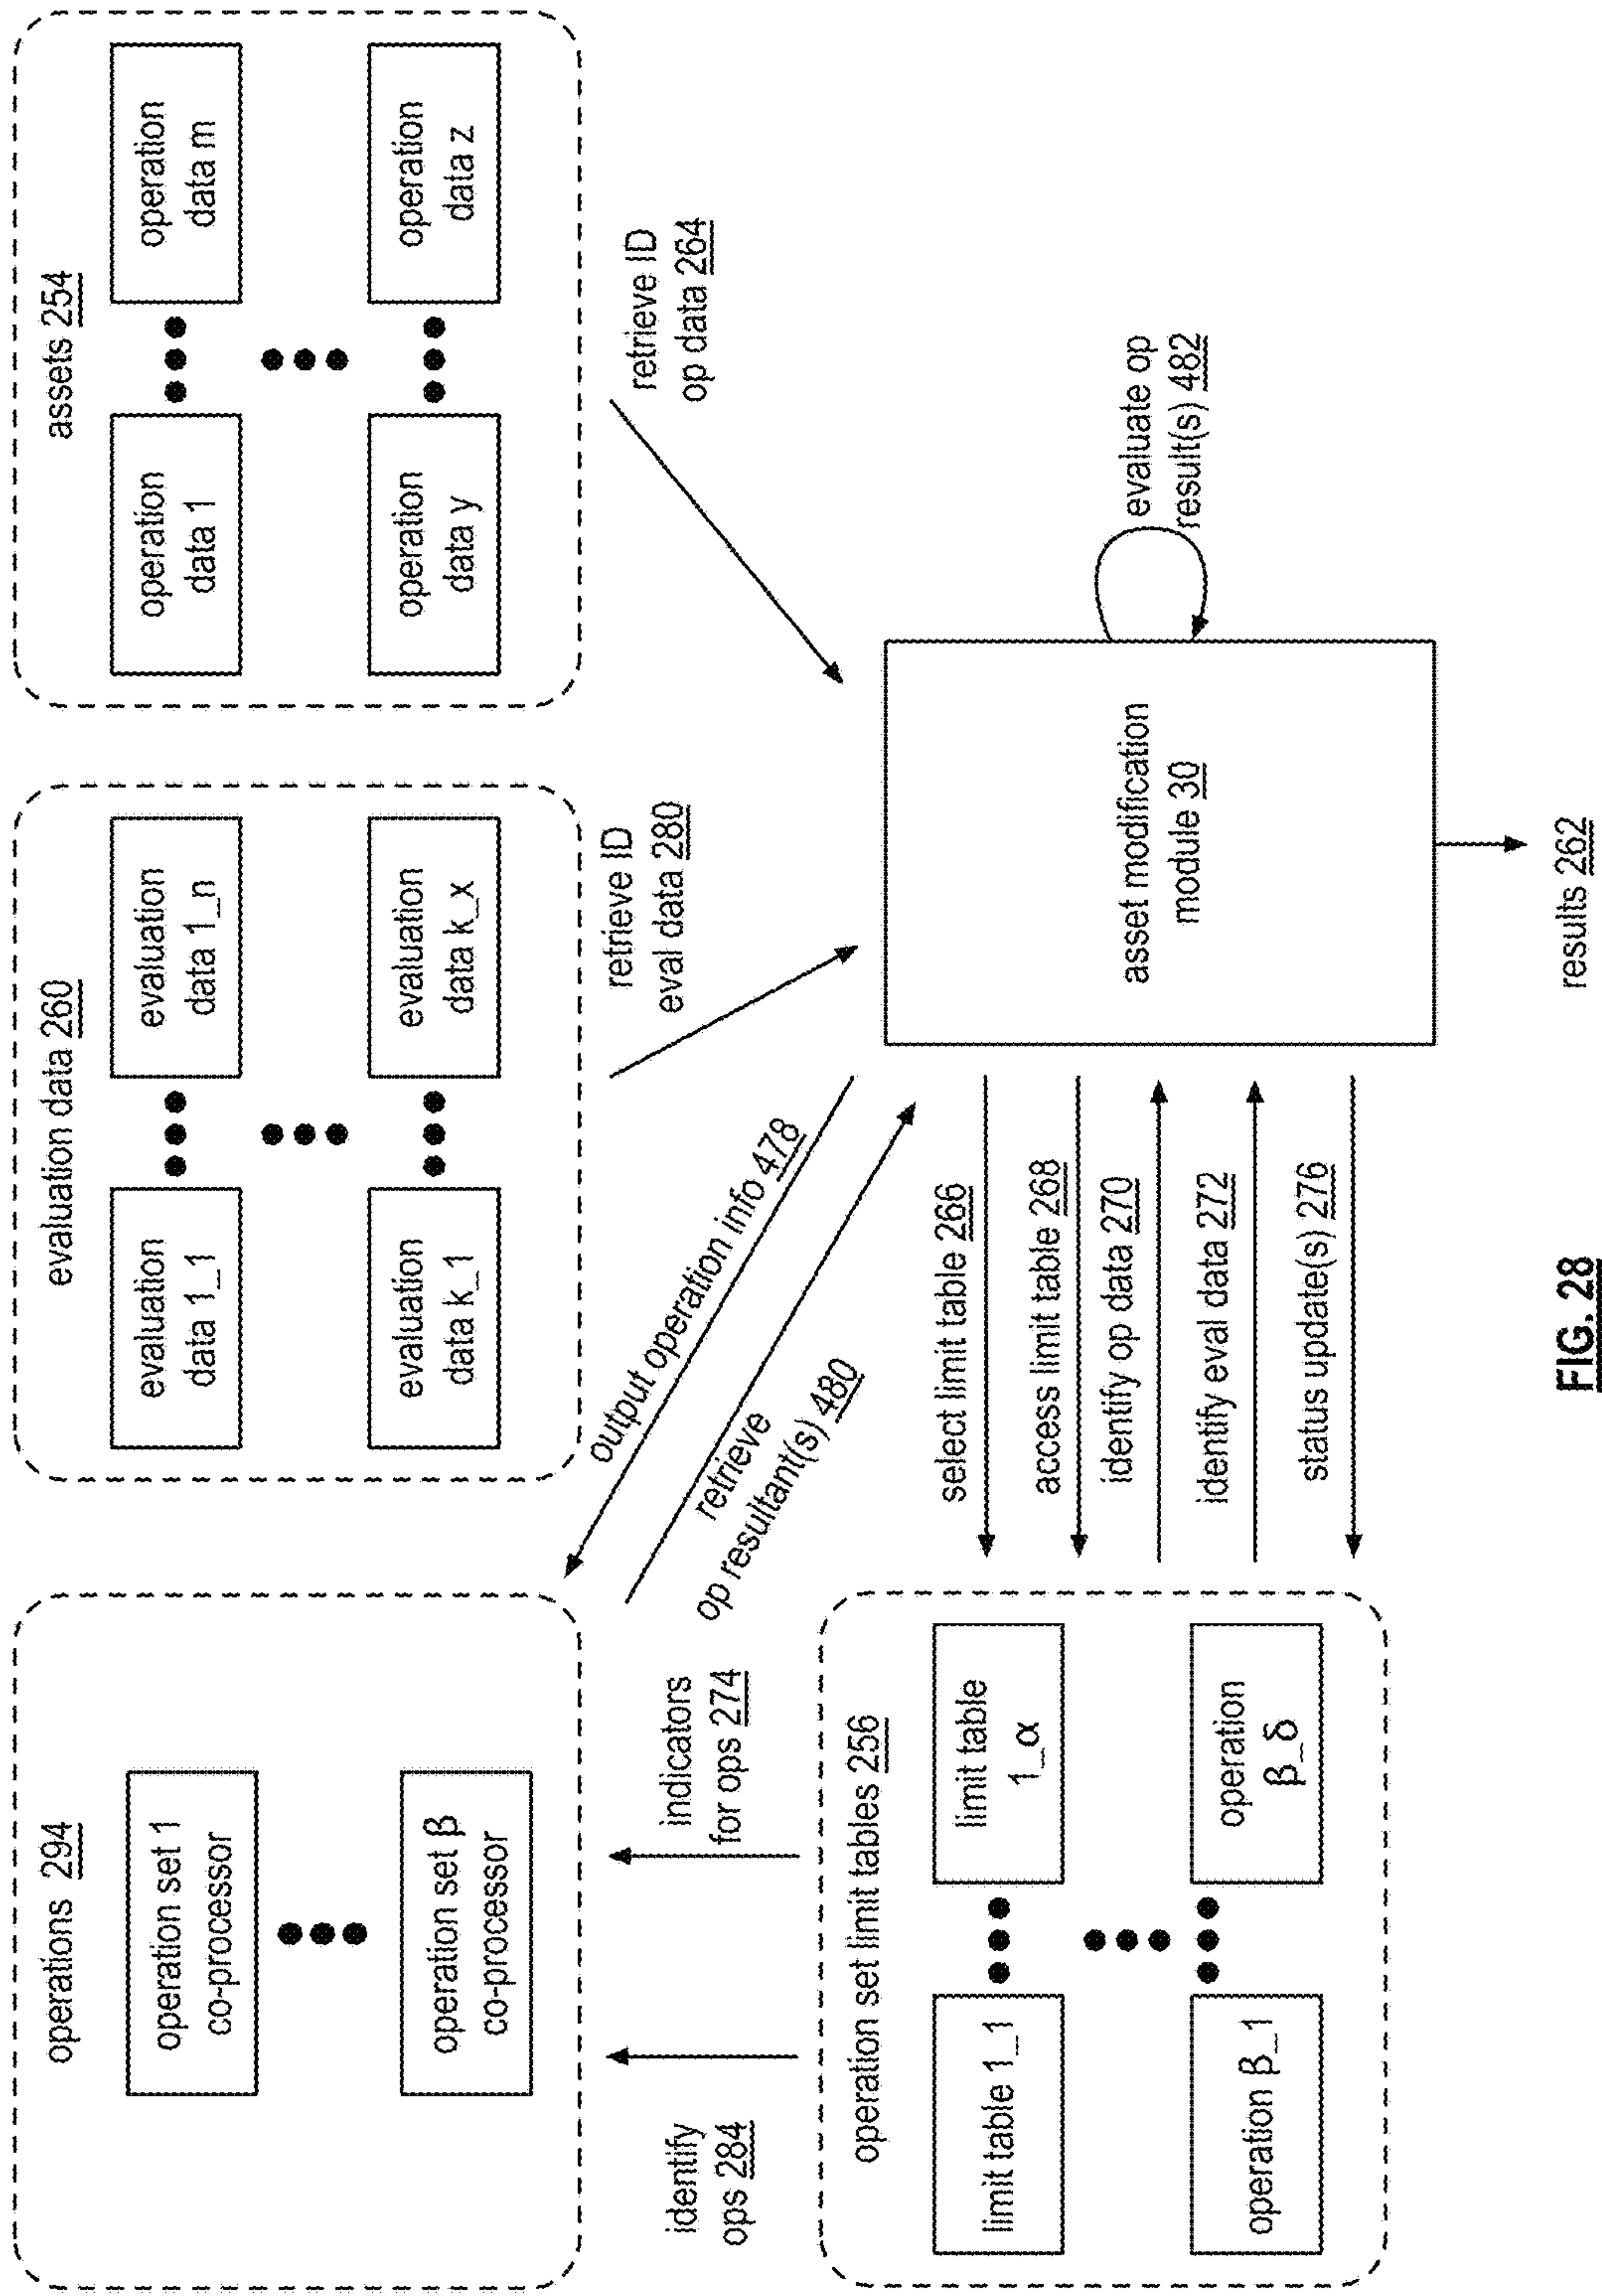 operations 294
operation set 1
co-processor
operation set β
co-processor
evaluation data 260
evaluation
data 1_1
evaluation
data 1_n
evaluation
data k_1
evaluation
data k_x
assets 254
operation
data 1
operation
data m
operation
data y
operation
data z
identify
ops 284
indicators
for ops 274
output operation info 478
retrieve
op resultant(s) 480
retrieve ID
eval data 280
retrieve ID
op data 264
operation set limit tables 256
limit table 1_1
limit table
1_α
operation β_1
operation
β_δ
select limit table 266
access limit table 268
identify op data 270
identify eval data 272
status update(s) 276
asset modification
module 30
evaluate op
result(s) 482
results 262
FIG. 28